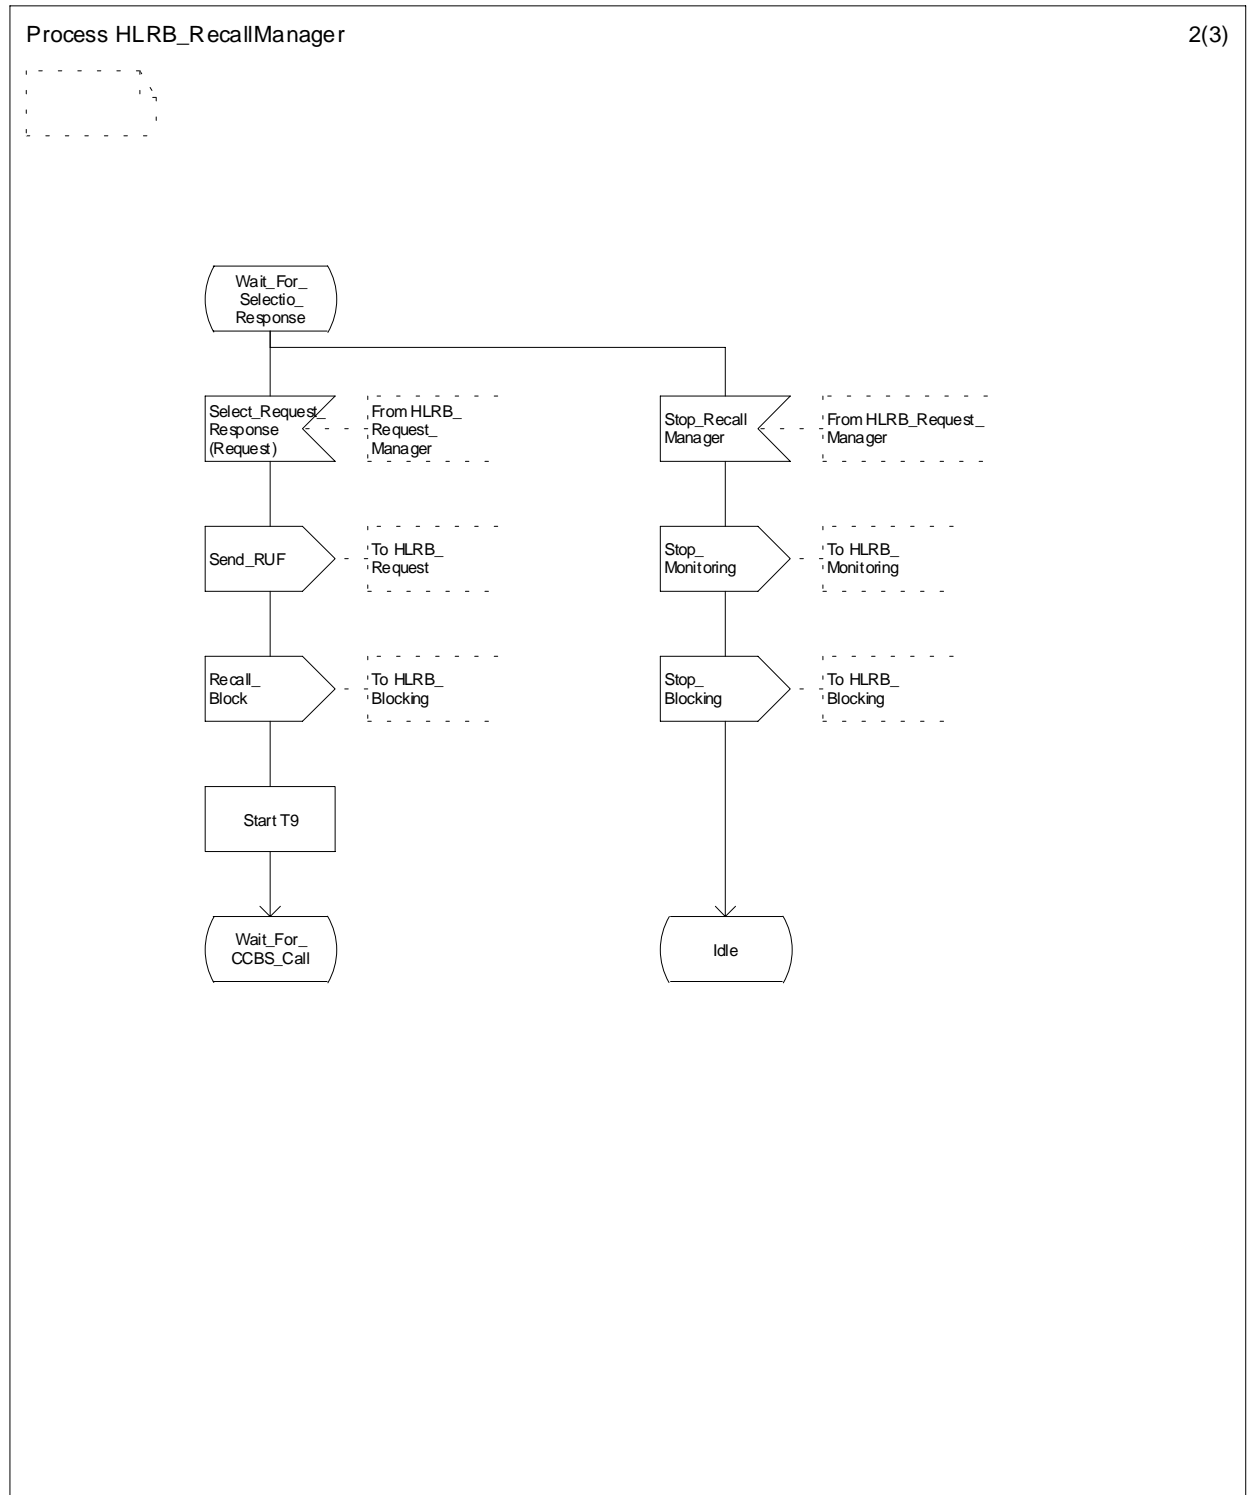 Process HLRB_RecallManager
2(3)
Wait_For_
Selectio_
Response
Select_Request_
Response
(Request)
From HLRB_
Request_
Manager
Stop_Recall
Manager
From HLRB_Request_
Manager
Send_RUF
To HLRB_
Request
Stop_
Monitoring
To HLRB_
Monitoring
Recall_
Block
To HLRB_
Blocking
Stop_
Blocking
To HLRB_
Blocking
Start T9
Wait_For_
CCBS_Call
Idle